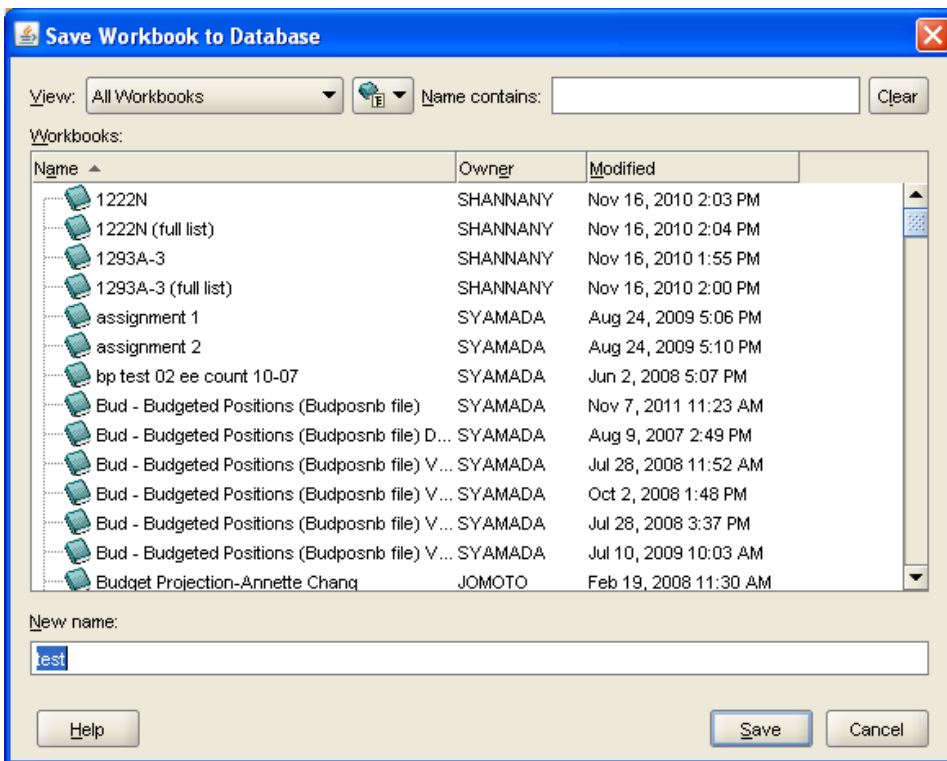 Save Workbook to Database
View: All Workbooks E Name contains: Clear
Workbooks:
Name Owner Modified
1222N SHANNANY Nov 16, 2010 2:03 PM
1222N (full list) SHANNANY Nov 16, 2010 2:04 PM
1293A-3 SHANNANY Nov 16, 2010 1:55 PM
1293A-3 (full list) SHANNANY Nov 16, 2010 2:00 PM
assignment 1 SYAMADA Aug 24, 2009 5:06 PM
assignment 2 SYAMADA Aug 24, 2009 5:10 PM
bp test 02 ee count 10-07 SYAMADA Jun 2, 2008 5:07 PM
Bud - Budgeted Positions (Budposnb file) SYAMADA Nov 7, 2011 11:23 AM
Bud - Budgeted Positions (Budposnb file) D... SYAMADA Aug 9, 2007 2:49 PM
Bud - Budgeted Positions (Budposnb file) V... SYAMADA Jul 28, 2008 11:52 AM
Bud - Budgeted Positions (Budposnb file) V... SYAMADA Oct 2, 2008 1:48 PM
Bud - Budgeted Positions (Budposnb file) V... SYAMADA Jul 28, 2008 3:37 PM
Bud - Budgeted Positions (Budposnb file) V... SYAMADA Jul 10, 2009 10:03 AM
Budget Projection-Annette Chang JOMOTO Feb 19, 2008 11:30 AM
New name:
test
Help Save Cancel